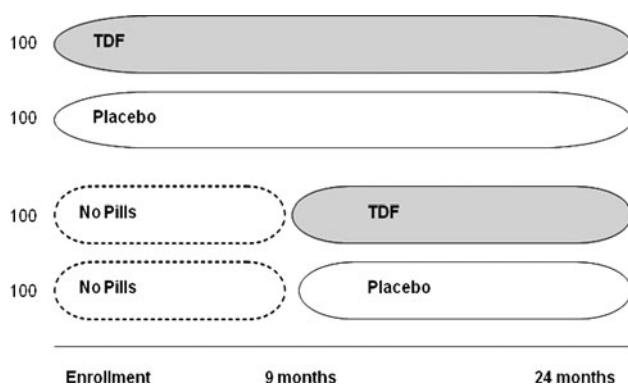 100 TDF
100 Placebo
100 No Pills TDF
100 No Pills Placebo
Enrollment 9 months 24 months